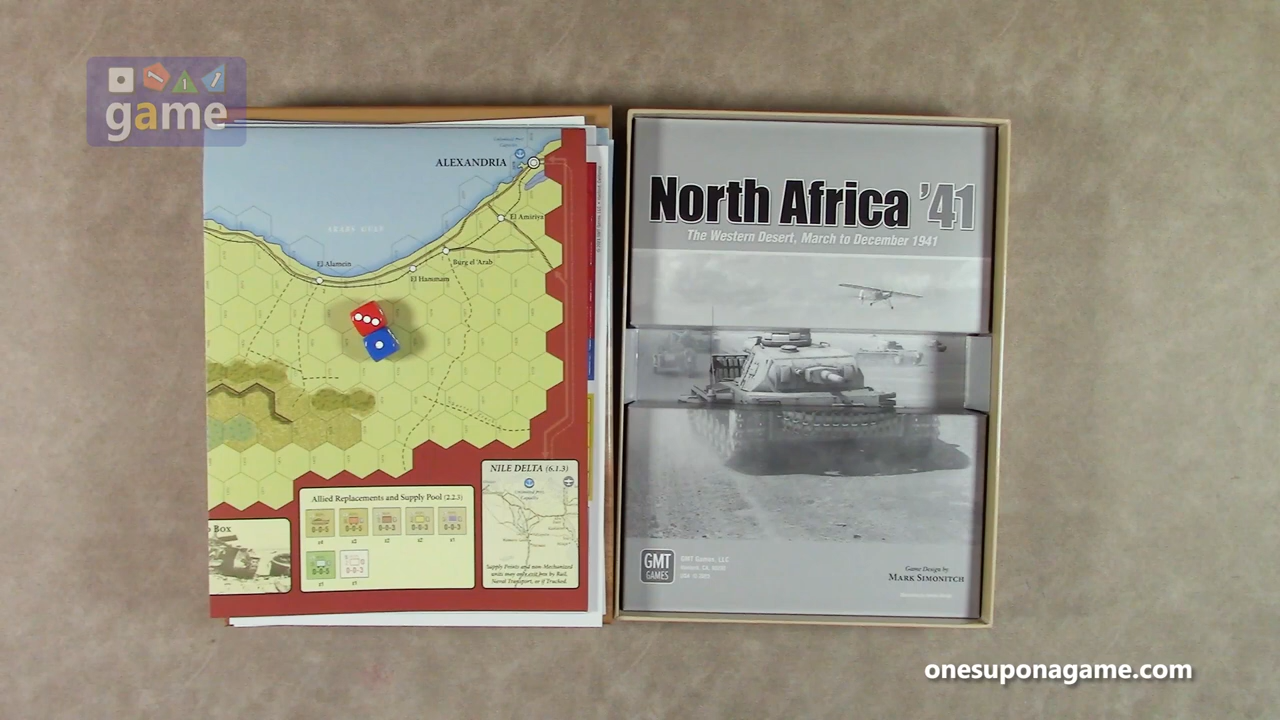 game
ALEXANDRIA
El Amiriya
Burg el 'Arab
El Hammam
El Alamein
NILE DELTA (6.1.3)
Supply Points and non-Mechanized
units may only exit box by Rail,
Naval Transport, or if Trucked.
Allied Replacements and Supply Pool (2.2.3)
Box
North Africa '41
The Western Desert, March to December 1941
GMT
GAMES
GMT Games, LLC
Game Design by
MARK SIMONITCH
onesuponagame.com